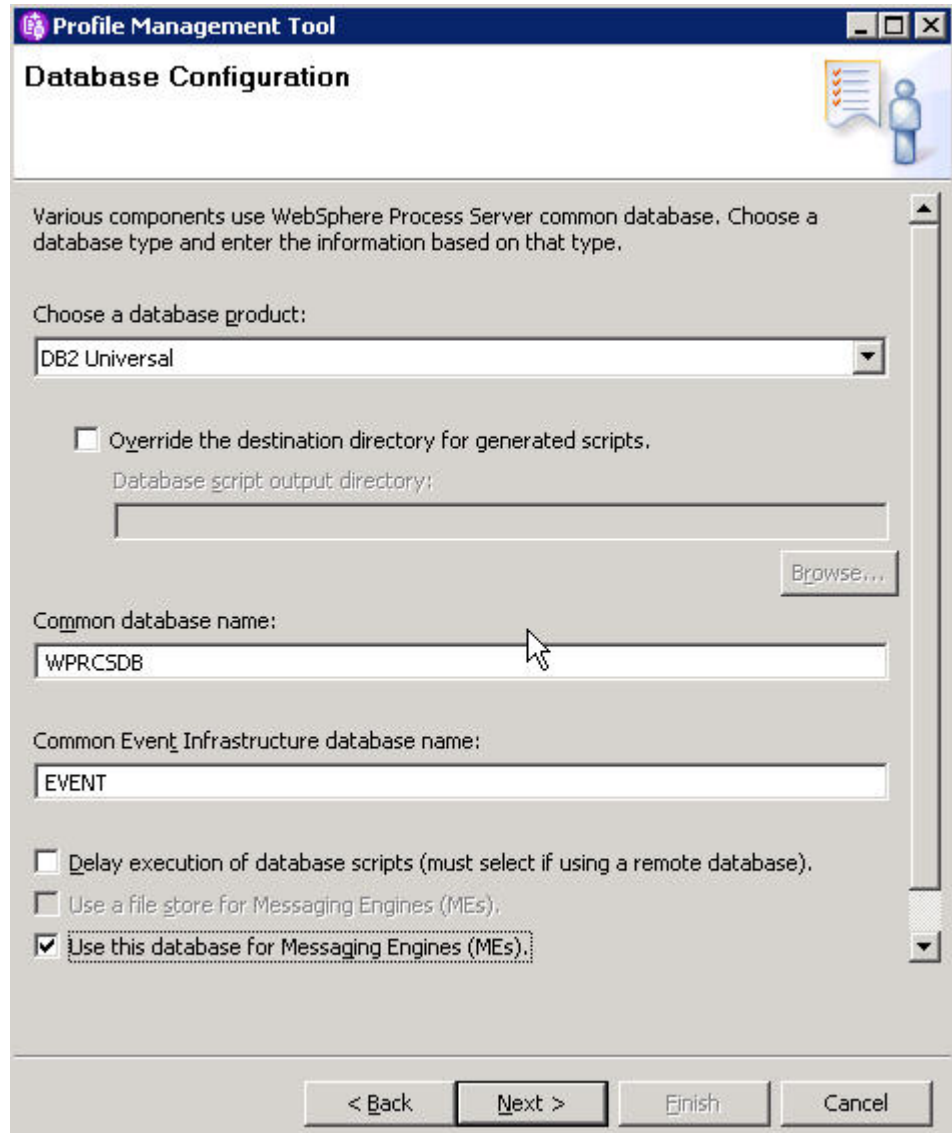 Profile Management Tool
Database Configuration
Various components use WebSphere Process Server common database. Choose a
database type and enter the information based on that type.
Choose a database product:
DB2 Universal
Override the destination directory for generated scripts.
Database script output directory:
Browse...
Common database name:
WPRCSDB
Common Event Infrastructure database name:
EVENT
Delay execution of database scripts (must select if using a remote database).
Use a file store for Messaging Engines (MEs).
Use this database for Messaging Engines (MEs).
< Back Next > Finish Cancel